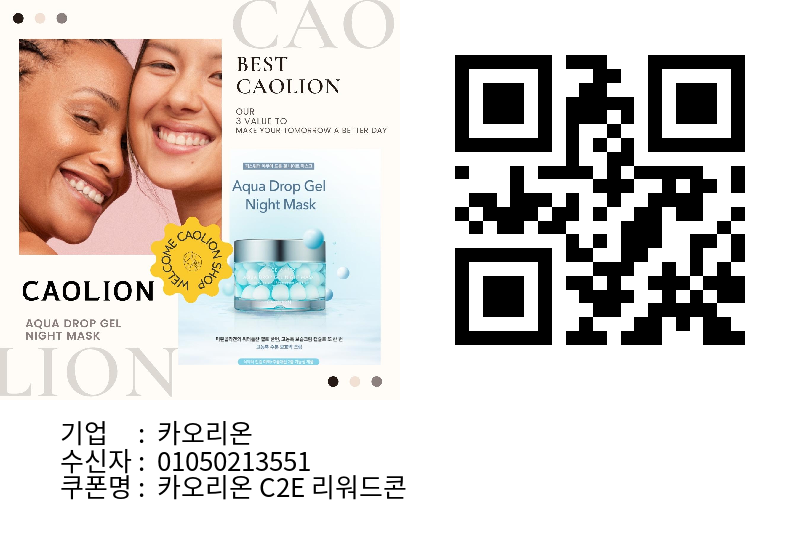 CAO
BEST
CAOLION
OUR
3 VALUE TO
MAKE YOUR TOMORROW A BETTER DAY
Aqua Drop Gel
Night Mask
WELCOME CAOLION SHOP
CAOLION
AQUA DROP GEL
NIGHT MASK
LION
기업 : 카오리온
수신자 : 01050213551
쿠폰명 : 카오리온 C2E 리워드콘